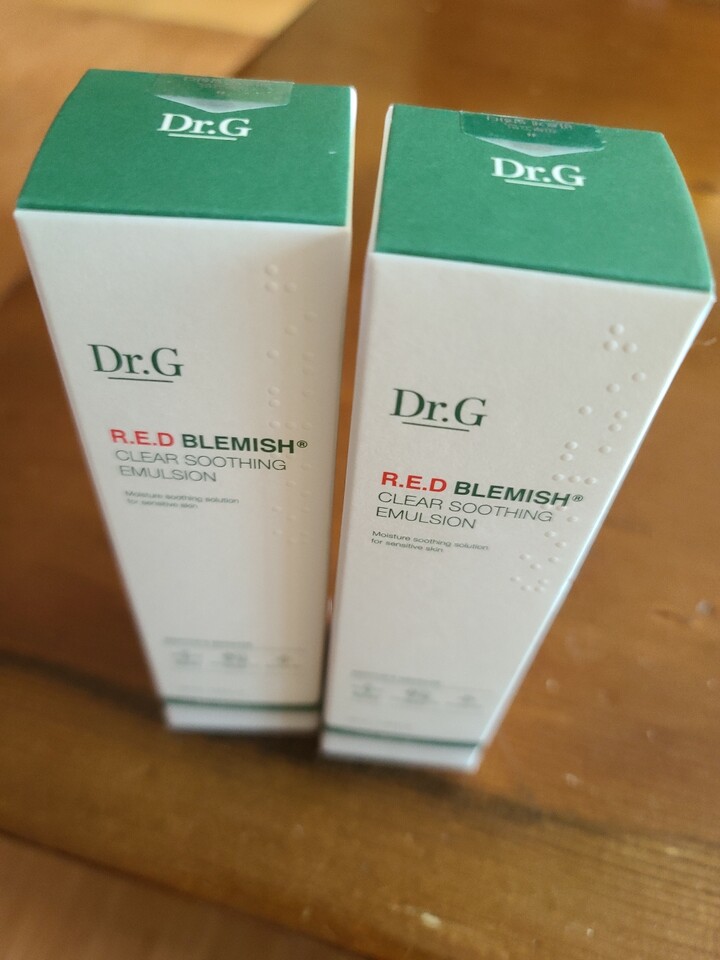 Dr.G
Dr.G
R.E.D BLEMISH®
CLEAR SOOTHING
EMULSION
Moisture soothing solution
for sensitive skin
Dr.G
Dr.G
R.E.D BLEMISH®
CLEAR SOOTHING
EMULSION
Moisture soothing solution
for sensitive skin